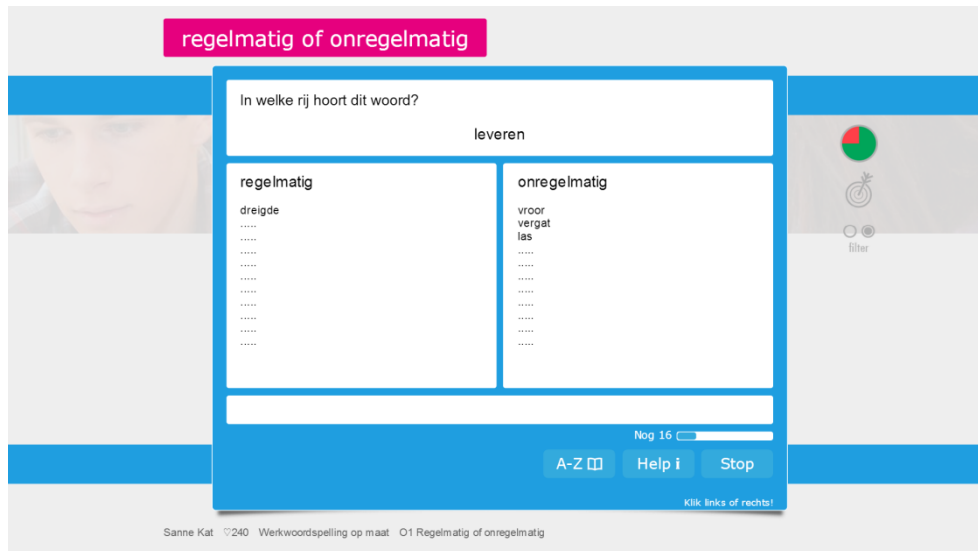 regelmatig of onregelmatig
In welke rij hoort dit woord?
leveren
regelmatig
dreigde
.....
.....
.....
.....
.....
.....
.....
.....
.....
.....
onregelmatig
vroor
vergat
las
.....
.....
.....
.....
.....
.....
.....
.....
filter
Nog 16
A-Z
Help i
Stop
Klik links of rechts!
Sanne Kat ♡240 Werkwoordspelling op maat O1 Regelmatig of onregelmatig